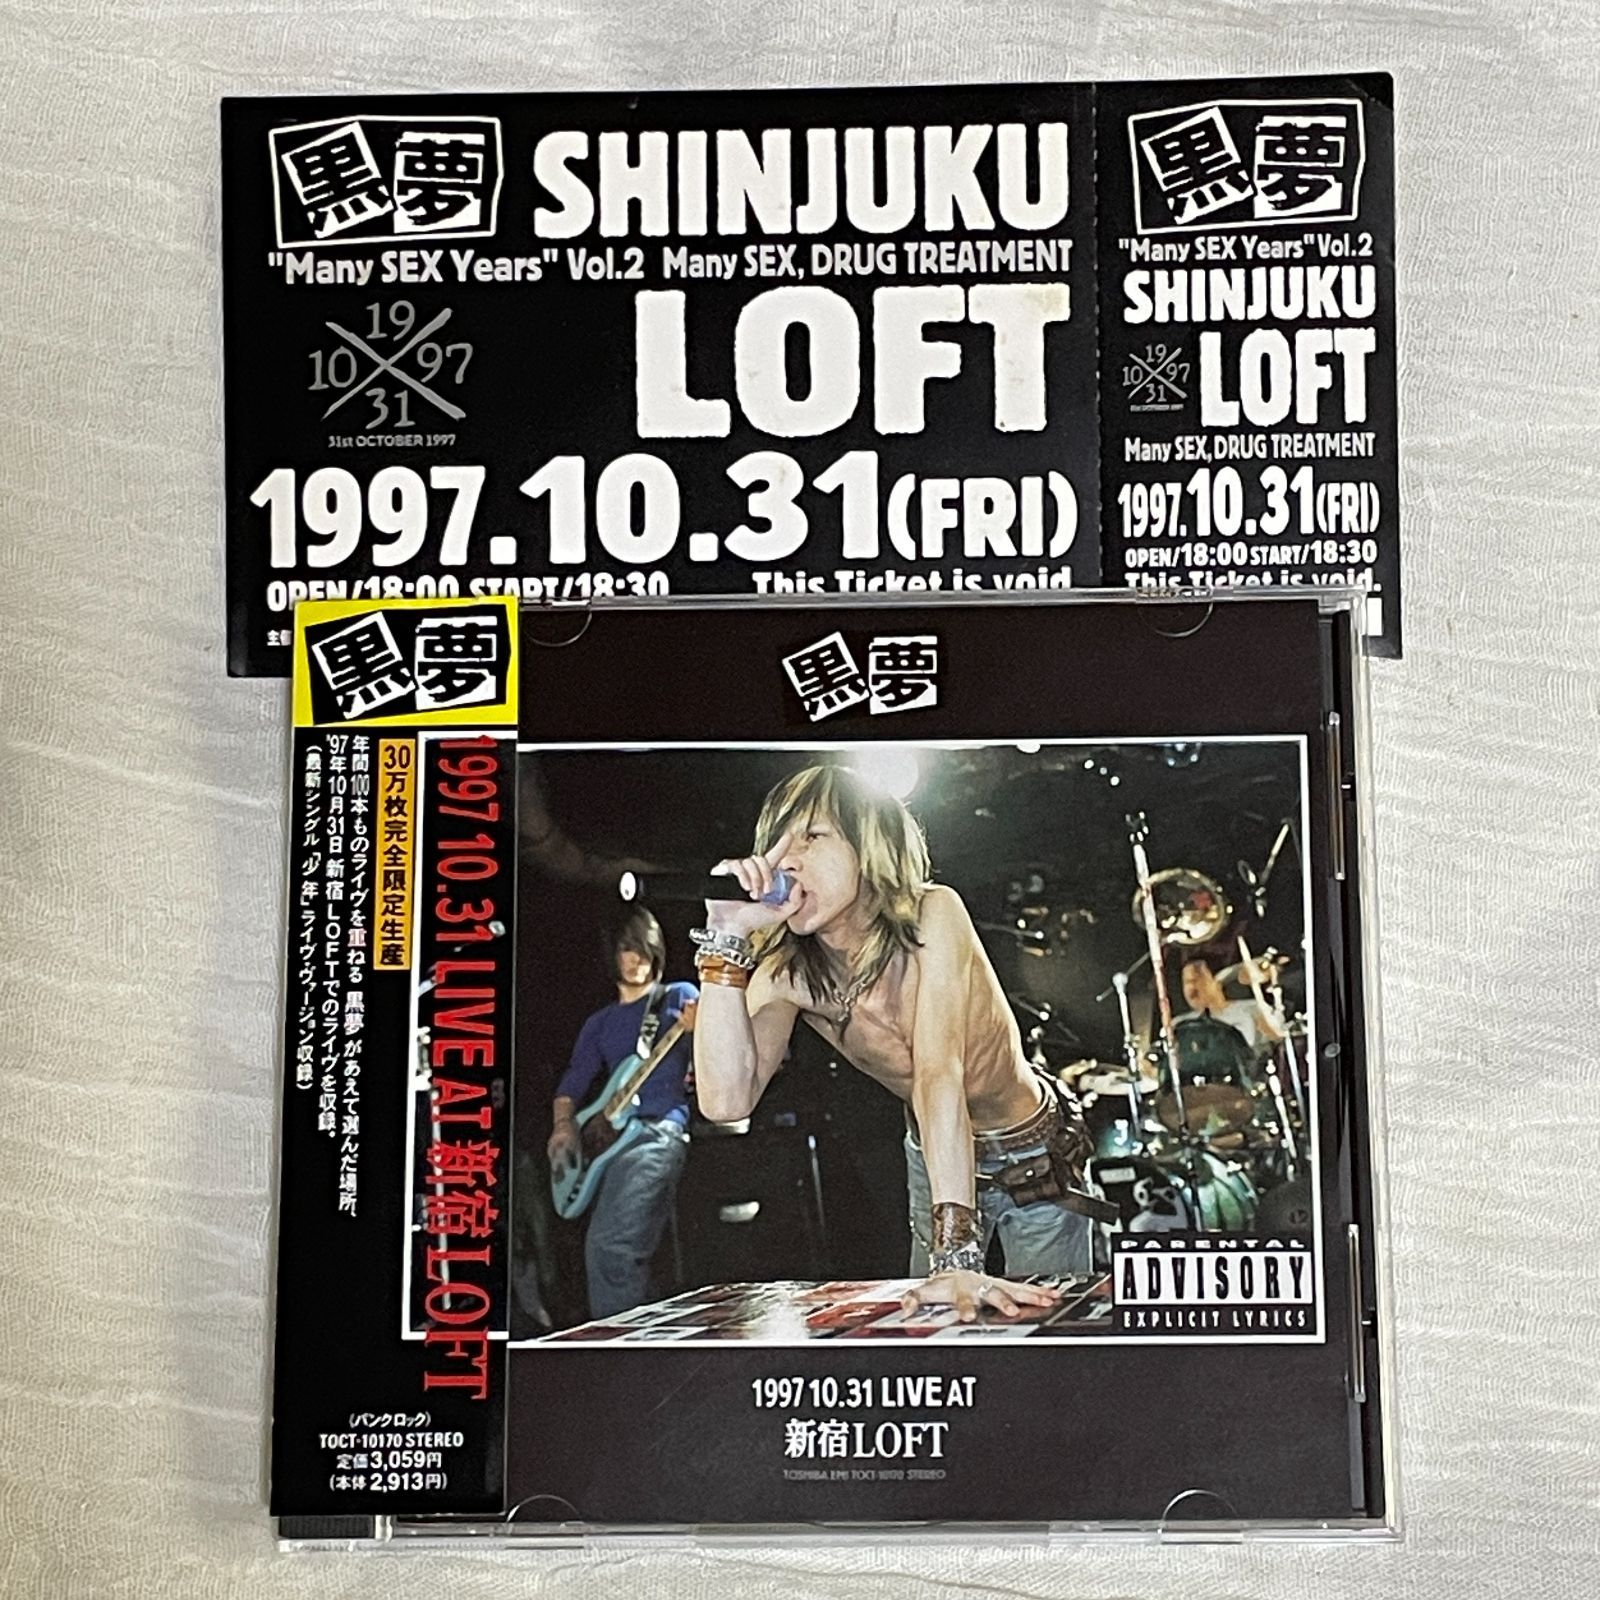 黒夢
SHINJUKU
"Many SEX Years" Vol.2 Many SEX, DRUG TREATMENT
LOFT
19
10 97
31
31st OCTOBER 1997
1997.10.31(FRI)
OPEN/18:00 START/18:30 This Ticket is void
主
黒夢
"Many SEX Years" Vol.2
SHINJUKU
LOFT
19
10 97
31
Many SEX, DRUG TREATMENT
1997.10.31(FRI)
OPEN/18:00 START/18:30
This Ticket is void.
黒夢
30万枚完全限定生産
1997 10.31 LIVE AT 新宿LOFT
年間100本ものライヴを重ねる 黒夢 があえて選んだ場所、
'97年10月31日 新宿LOFTでのライヴを収録。
(最新シングル「少年」ライヴ・ヴァージョン収録)
(パンクロック)
TOCT-10170 STEREO
定価3,059円
(本体2,913円)
黒夢
PARENTAL
ADVISORY
EXPLICIT LYRICS
1997 10.31 LIVE AT
新宿LOFT
TOSHIBA EMI TOCT-10170 STEREO